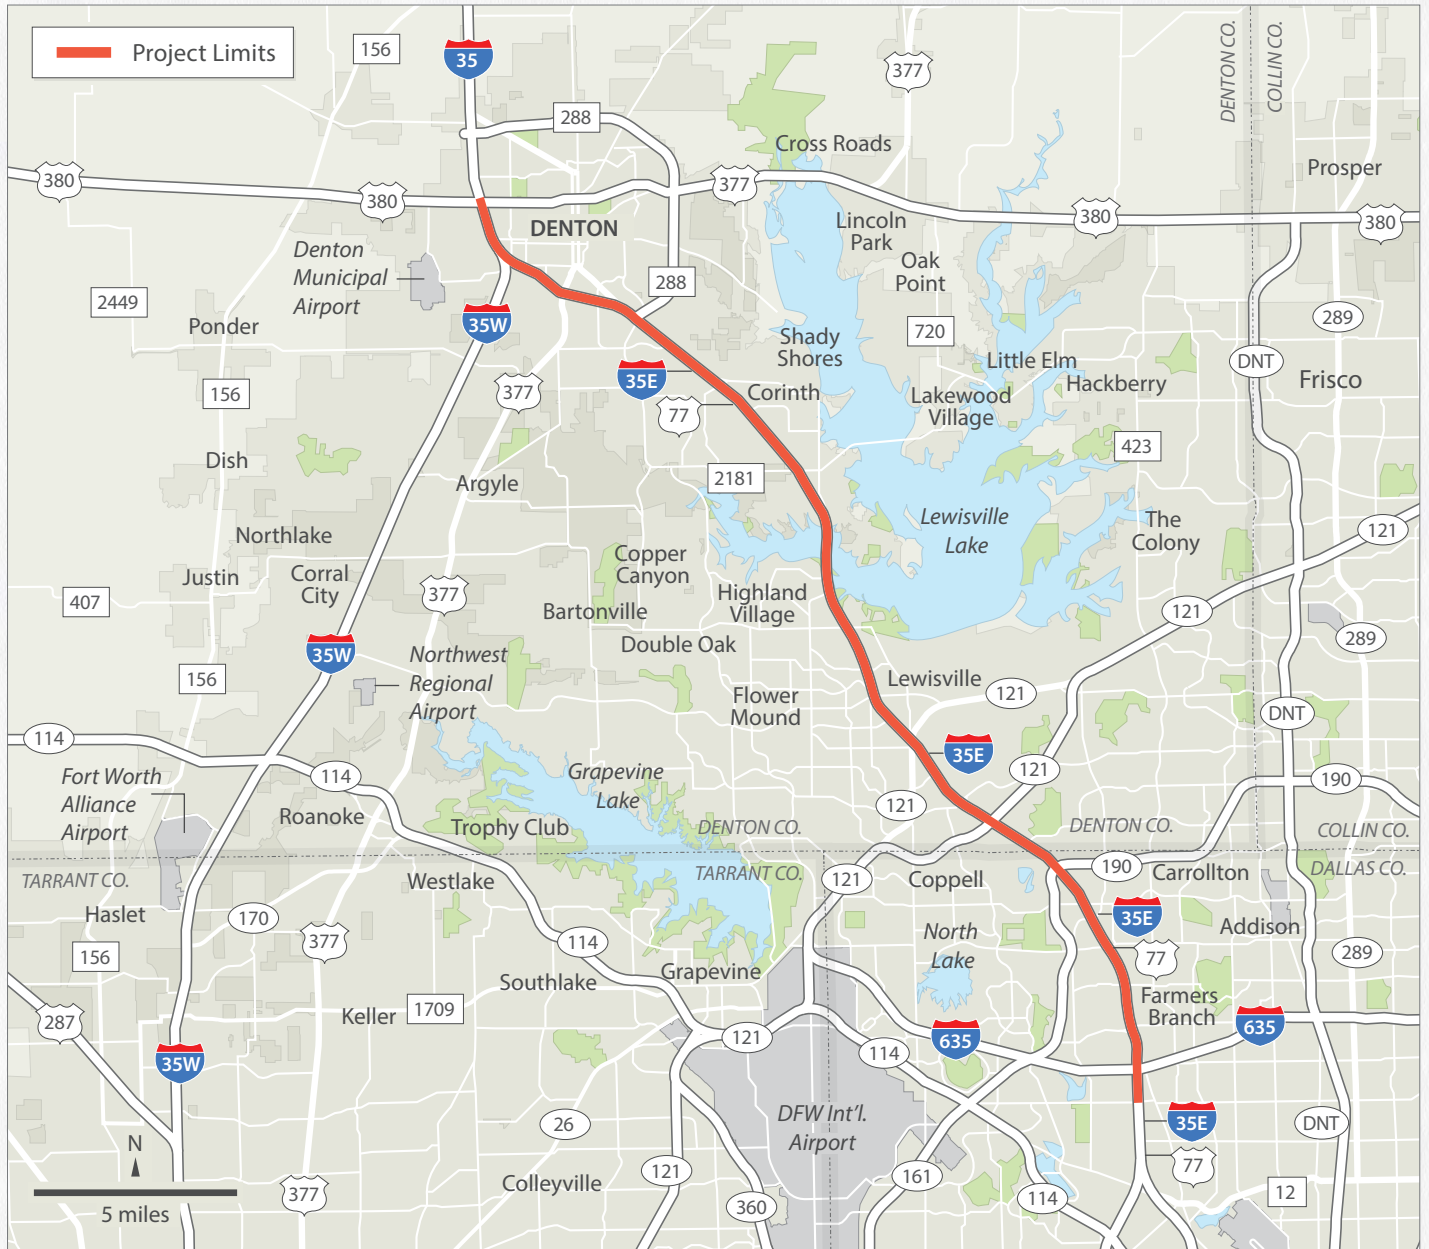 Project Limits
156
35
377
DENTON CO.
COLLIN CO.
288
Cross Roads
Prosper
380
380
377
380
380
Lincoln
Park
DENTON
Denton
Municipal
Airport
Oak
Point
288
2449
35W
Ponder
289
720
Shady
Shores
DNT
Little Elm
35E
377
Hackberry
Frisco
156
Corinth
Lakewood
Village
77
423
Dish
2181
Argyle
Lewisville
Lake
The
Colony
121
Northlake
Copper
Canyon
Justin
Corral
City
377
Highland
Village
407
Bartonville
121
Double Oak
289
35W
Northwest
Regional
Airport
156
Lewisville
121
Flower
Mound
DNT
114
35E
121
Fort Worth
Alliance
Airport
114
Grapevine
Lake
190
121
Roanoke
Trophy Club
DENTON CO.
DENTON CO.
COLLIN CO.
TARRANT CO.
TARRANT CO.
DALLAS CO.
190
Carrollton
Westlake
121
Coppell
Haslet
170
35E
Addison
377
114
North
Lake
156
77
289
Southlake
Grapevine
Farmers
Branch
1709
Keller
287
635
635
121
114
35W
DFW Int'l.
Airport
26
35E
DNT
N
77
121
161
Colleyville
114
12
377
360
5 miles